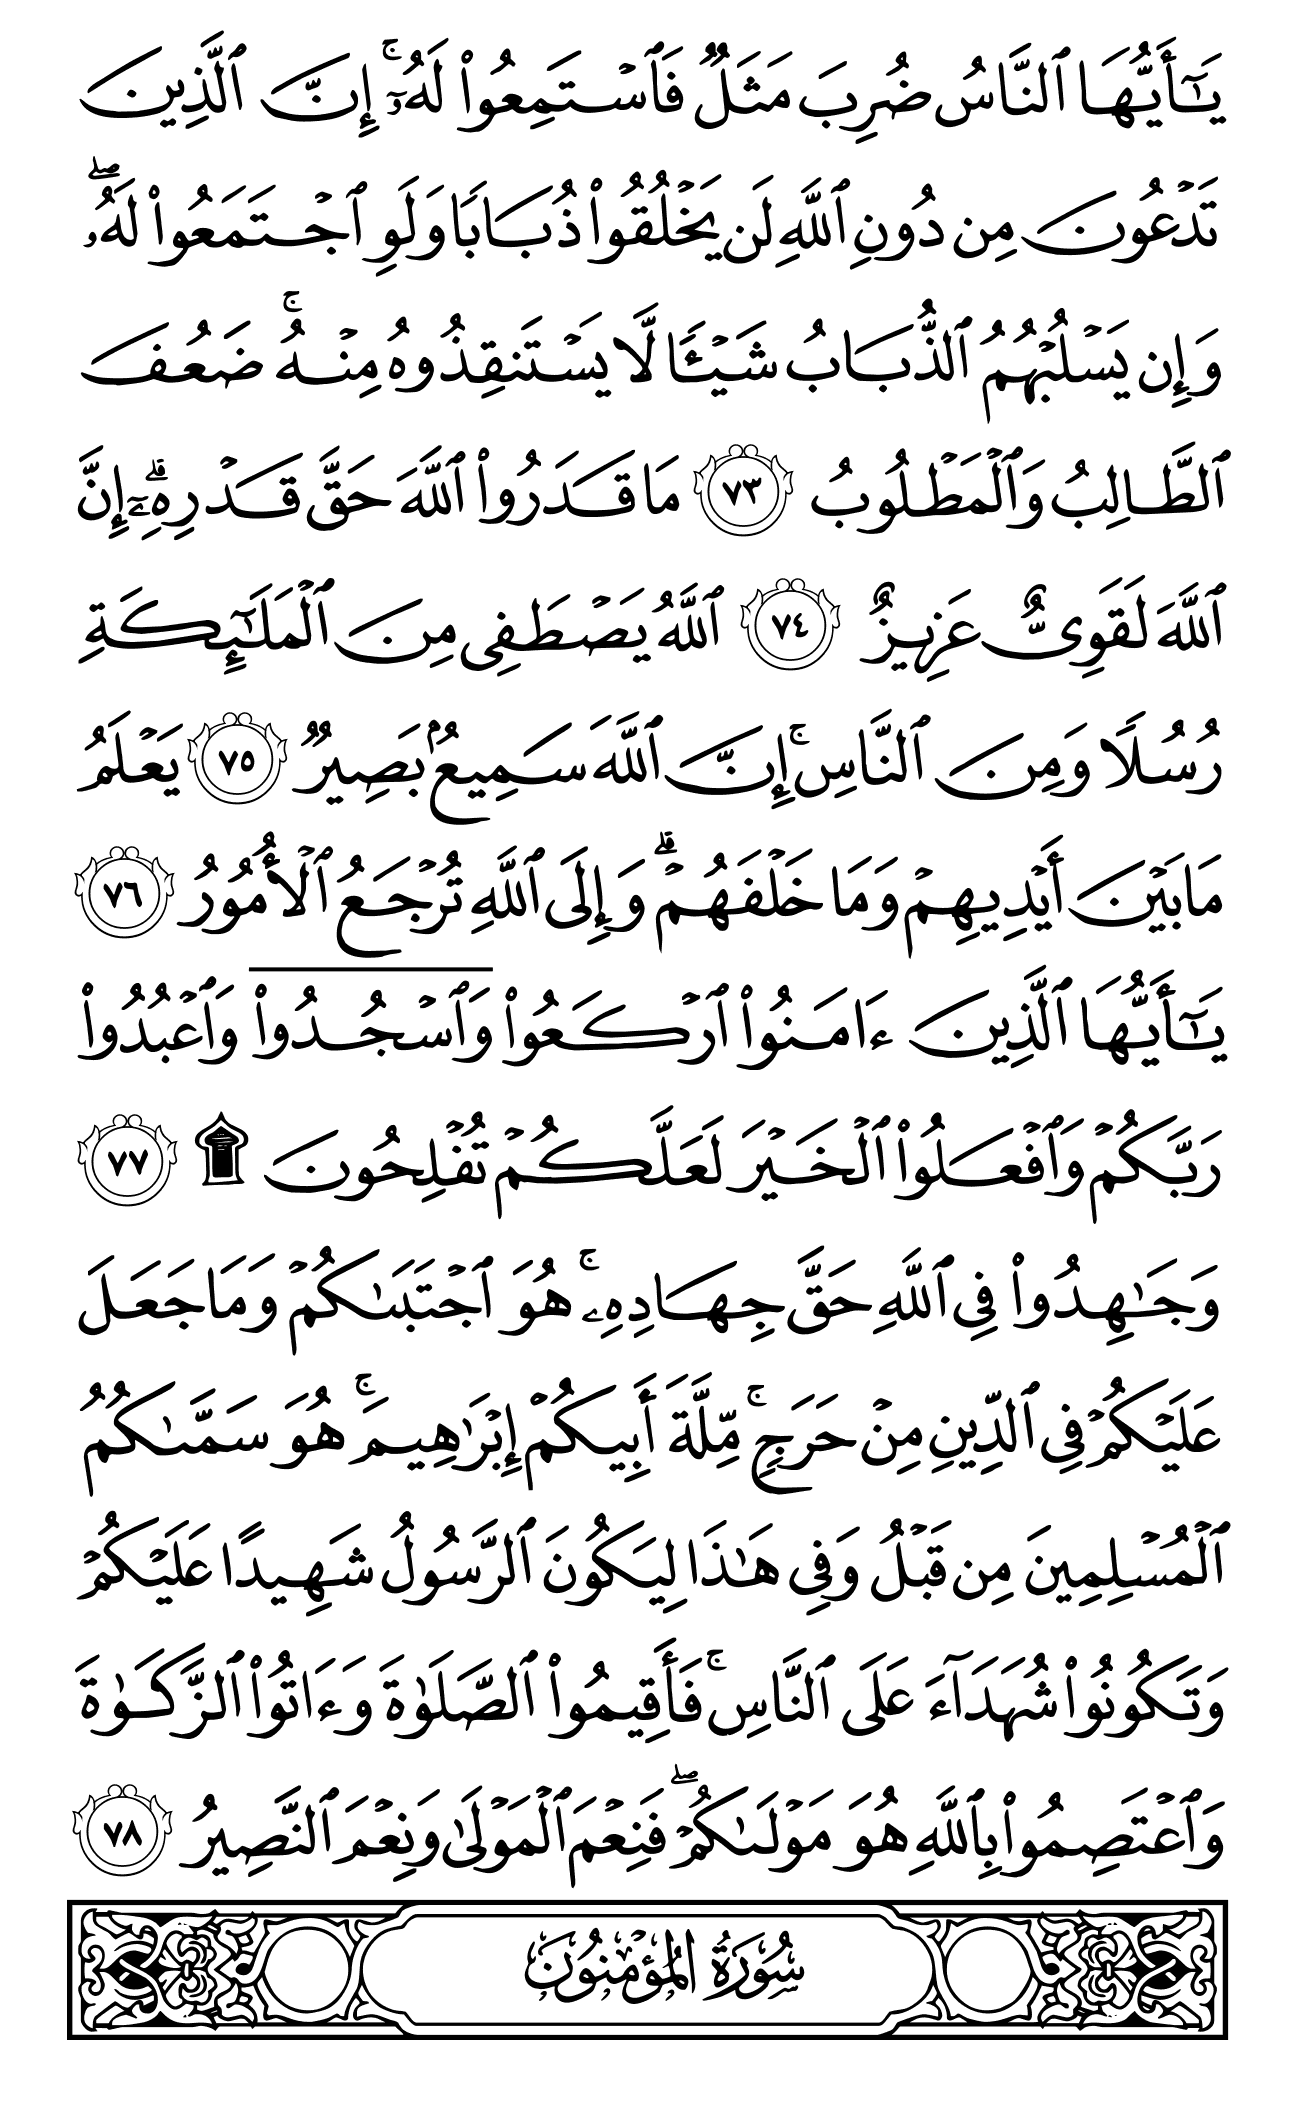 يَـٰٓأَيُّهَا ٱلنَّاسُ ضُرِبَ مَثَلٌ فَٱسْتَمِعُوا۟ لَهُۥٓ ۚ إِنَّ ٱلَّذِينَ
تَدْعُونَ مِن دُونِ ٱللَّهِ لَن يَخْلُقُوا۟ ذُبَابًا وَلَوِ ٱجْتَمَعُوا۟ لَهُۥ ۖ
وَإِن يَسْلُبْهُمُ ٱلذُّبَابُ شَيْـًٔا لَّا يَسْتَنقِذُوهُ مِنْهُ ۚ ضَعُفَ
ٱلطَّالِبُ وَٱلْمَطْلُوبُ ٧٣ مَا قَدَرُوا۟ ٱللَّهَ حَقَّ قَدْرِهِۦٓ ۗ إِنَّ
ٱللَّهَ لَقَوِىٌّ عَزِيزٌ ٧٤ ٱللَّهُ يَصْطَفِى مِنَ ٱلْمَلَـٰٓئِكَةِ
رُسُلًا وَمِنَ ٱلنَّاسِ ۚ إِنَّ ٱللَّهَ سَمِيعٌۢ بَصِيرٌ ٧٥ يَعْلَمُ
مَا بَيْنَ أَيْدِيهِمْ وَمَا خَلْفَهُمْ ۗ وَإِلَى ٱللَّهِ تُرْجَعُ ٱلْأُمُورُ ٧٦
يَـٰٓأَيُّهَا ٱلَّذِينَ ءَامَنُوا۟ ٱرْكَعُوا۟ وَٱسْجُدُوا۟ وَٱعْبُدُوا۟
رَبَّكُمْ وَٱفْعَلُوا۟ ٱلْخَيْرَ لَعَلَّكُمْ تُفْلِحُونَ ۩ ٧٧
وَجَـٰهِدُوا۟ فِى ٱللَّهِ حَقَّ جِهَادِهِۦ ۚ هُوَ ٱجْتَبَىٰكُمْ وَمَا جَعَلَ
عَلَيْكُمْ فِى ٱلدِّينِ مِنْ حَرَجٍ ۚ مِّلَّةَ أَبِيكُمْ إِبْرَٰهِيمَ ۚ هُوَ سَمَّىٰكُمُ
ٱلْمُسْلِمِينَ مِن قَبْلُ وَفِى هَـٰذَا لِيَكُونَ ٱلرَّسُولُ شَهِيدًا عَلَيْكُمْ
وَتَكُونُوا۟ شُهَدَآءَ عَلَى ٱلنَّاسِ ۚ فَأَقِيمُوا۟ ٱلصَّلَوٰةَ وَءَاتُوا۟ ٱلزَّكَوٰةَ
وَٱعْتَصِمُوا۟ بِٱللَّهِ هُوَ مَوْلَىٰكُمْ ۖ فَنِعْمَ ٱلْمَوْلَىٰ وَنِعْمَ ٱلنَّصِيرُ ٧٨
سُورَةُ الْمُؤْمِنُونَ